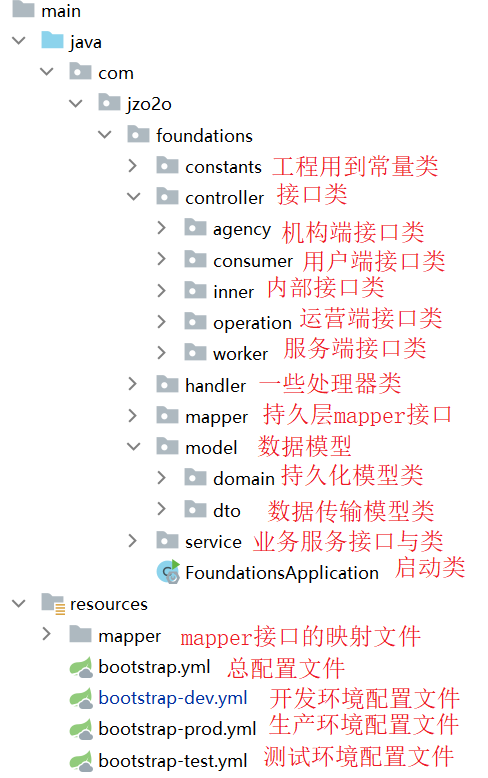 main
java
com
jzo2o
foundations
constants 工程用到常量类
controller 接口类
agency 机构端接口类
consumer 用户端接口类
inner 内部接口类
operation 运营端接口类
worker 服务端接口类
handler 一些处理器类
mapper 持久层mapper接口
model 数据模型
domain 持久化模型类
dto 数据传输模型类
service 业务服务接口与类
FoundationsApplication 启动类
resources
mapper mapper接口的映射文件
bootstrap.yml 总配置文件
bootstrap-dev.yml 开发环境配置文件
bootstrap-prod.yml 生产环境配置文件
bootstrap-test.yml 测试环境配置文件